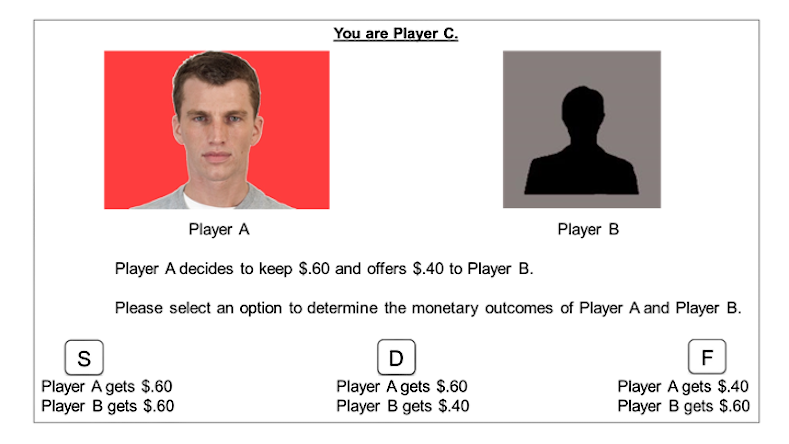 You are Player C.
Player A
Player B
Player A decides to keep $.60 and offers $.40 to Player B.
Please select an option to determine the monetary outcomes of Player A and Player B.
S
D
F
Player A gets $.60
Player B gets $.60
Player A gets $.60
Player B gets $.40
Player A gets $.40
Player B gets $.60